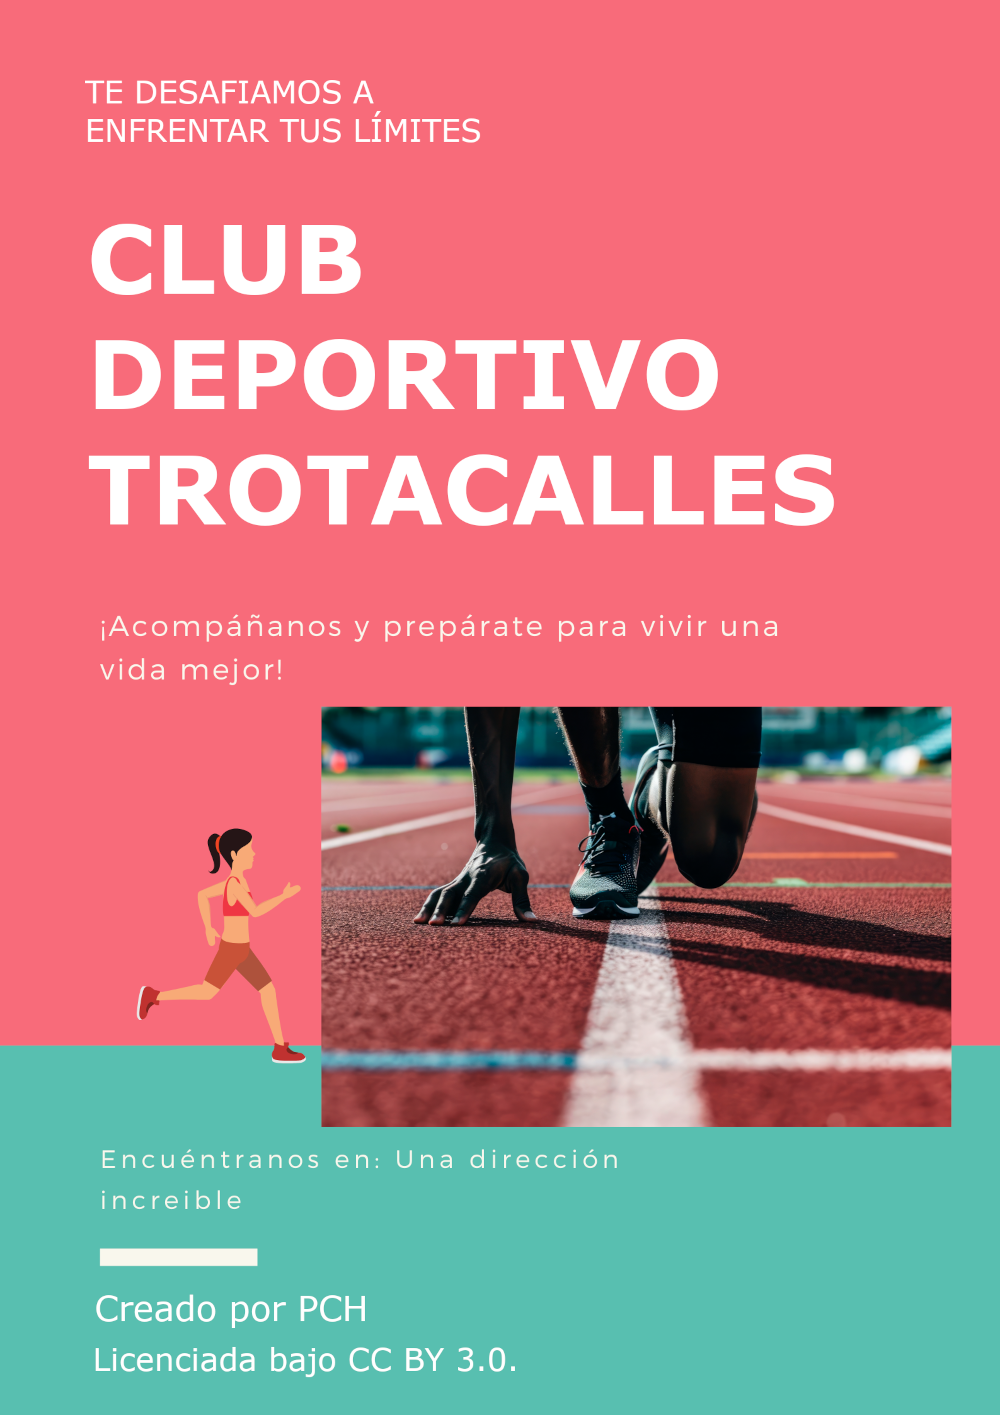 TE DESAFIAMOS A
ENFRENTAR TUS LÍMITES
CLUB
DEPORTIVO
TROTACALLES
¡Acompáñanos y prepárate para vivir una
vida mejor!
Encuéntranos en: Una dirección
increible
Creado por PCH
Licenciada bajo CC BY 3.0.